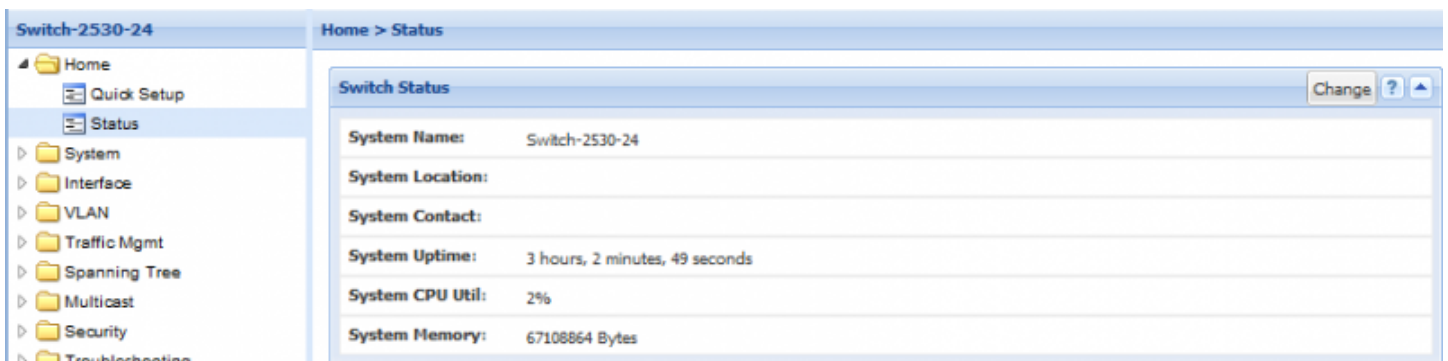 Switch-2530-24
Home > Status
Home
Quick Setup
Status
System
Interface
VLAN
Traffic Mgmt
Spanning Tree
Multicast
Security
Troubleshooting
Switch Status
Change ?
System Name: Switch-2530-24
System Location:
System Contact:
System Uptime: 3 hours, 2 minutes, 49 seconds
System CPU Util: 2%
System Memory: 67108864 Bytes